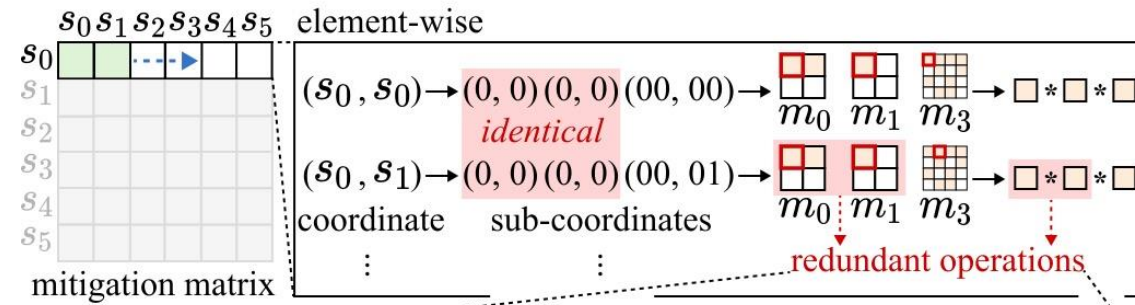 s₀ s₁ s₂ s₃ s₄ s₅ element-wise
s₀
s₁
s₂
s₃
s₄
s₅
mitigation matrix
(s₀, s₀)→(0, 0)(0, 0)(00, 00)→ → * *
m₀ m₁ m₃
identical
(s₀, s₁)→(0, 0)(0, 0)(00, 01)→ → * *
m₀ m₁ m₃
coordinate sub-coordinates
⋮ ⋮
redundant operations